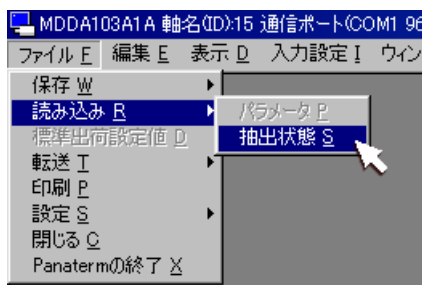 MDDA103A1A 軸名(ID):15 通信ポート(COM1 96
ファイル F 編集 E 表示 D 入力設定 I ウィン
保存 W
読み込み R
パラメータ P
標準出荷設定値 D
抽出状態 S
転送 T
印刷 P
設定 S
閉じる C
Panatermの終了 X